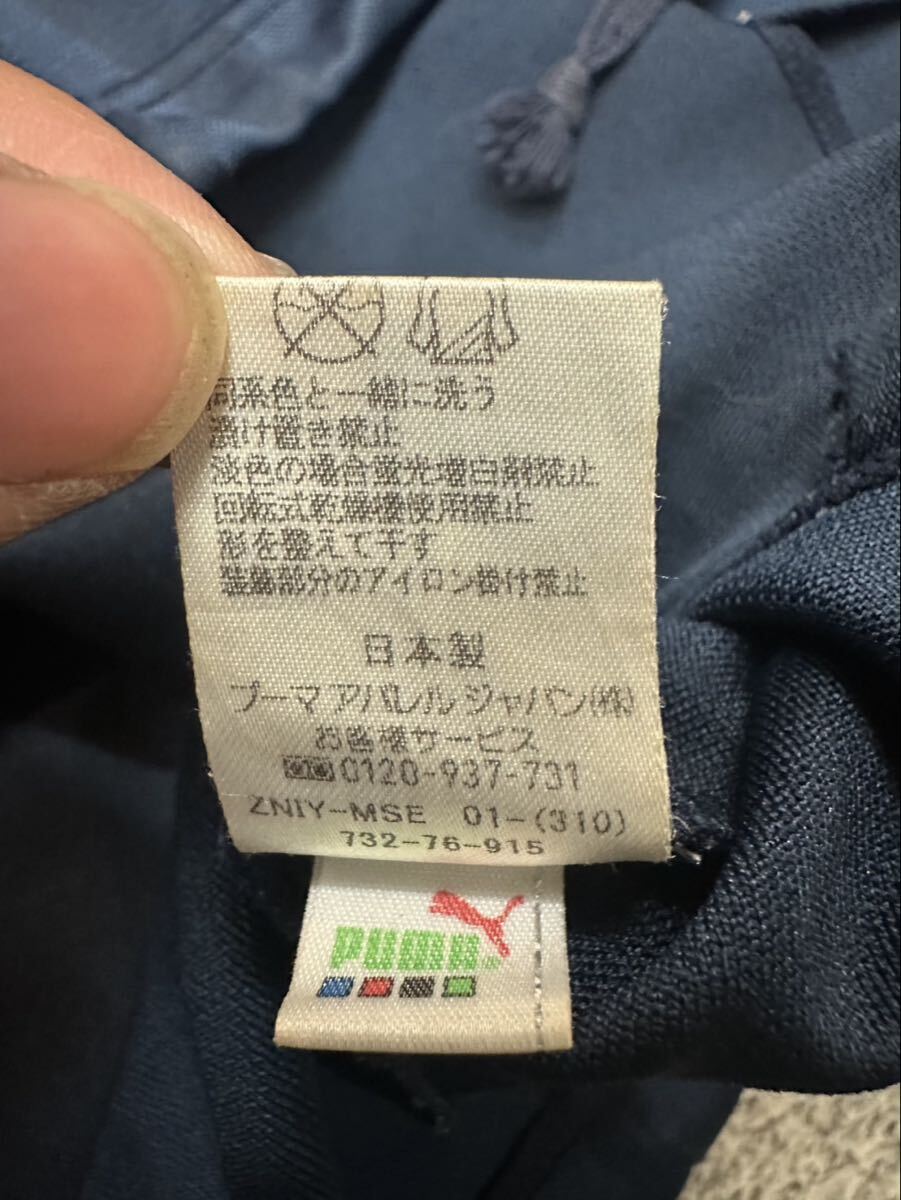 同系色と一緒に洗う
漬け置き禁止
淡色の場合蛍光増白剤禁止
回転式乾燥機使用禁止
形を整えて干す
装飾部分のアイロン掛け禁止
日本製
プーマ アパレル ジャパン(株)
お客様サービス
0120-937-731
ZNIY-MSE 01-(310)
732-76-915
PUMA